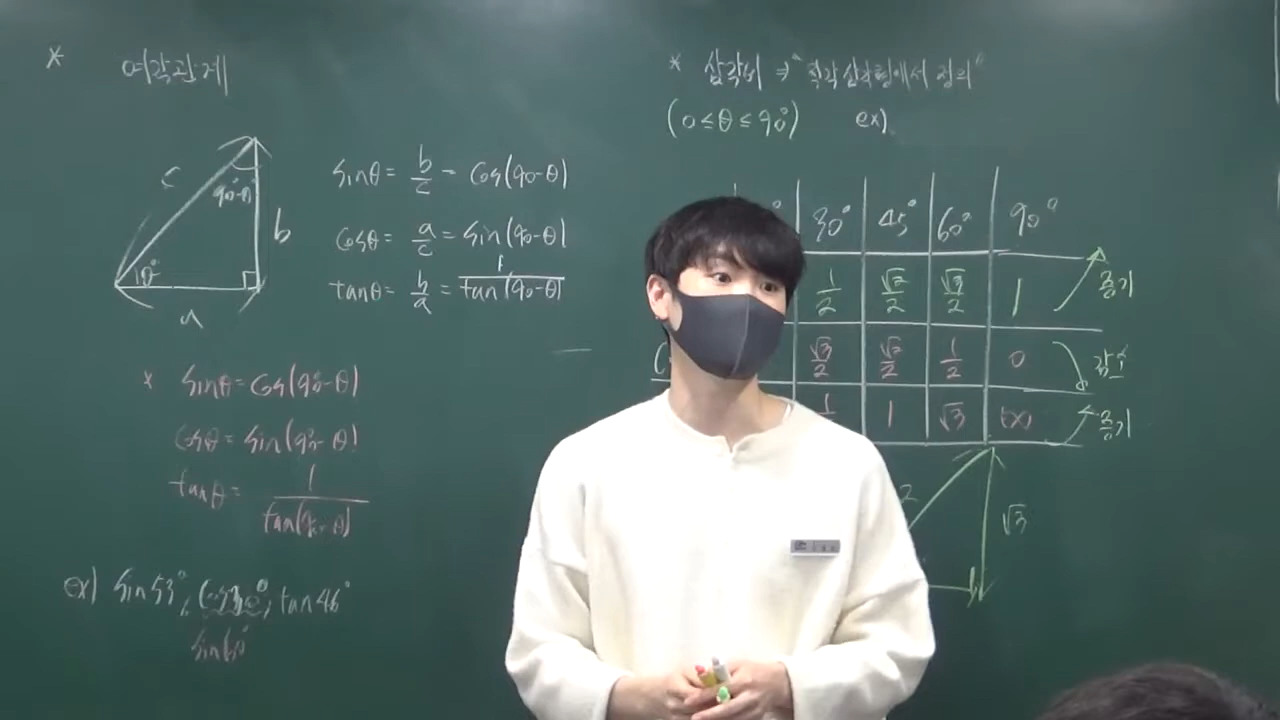 * 여각관계
c
90°-θ
b
a
sinθ = b/c = cos(90-θ)
cosθ = a/c = sin(90-θ)
tanθ = b/a = 1/tan(90-θ)
* sinθ = cos(90°-θ)
cosθ = sin(90°-θ)
tanθ = 1/tan(90-θ)
ex) sin53°, cos30°, tan46°
sin60°
* 삼각비 ⇒ "직각삼각형에서 정의"
(0≤θ≤90°) ex)
30° 45° 60° 90°
1/2 √2/2 √3/2 1 증가
√3/2 √2/2 1/2 0 감소
1 1 √3 ∞ 증가
2
√3